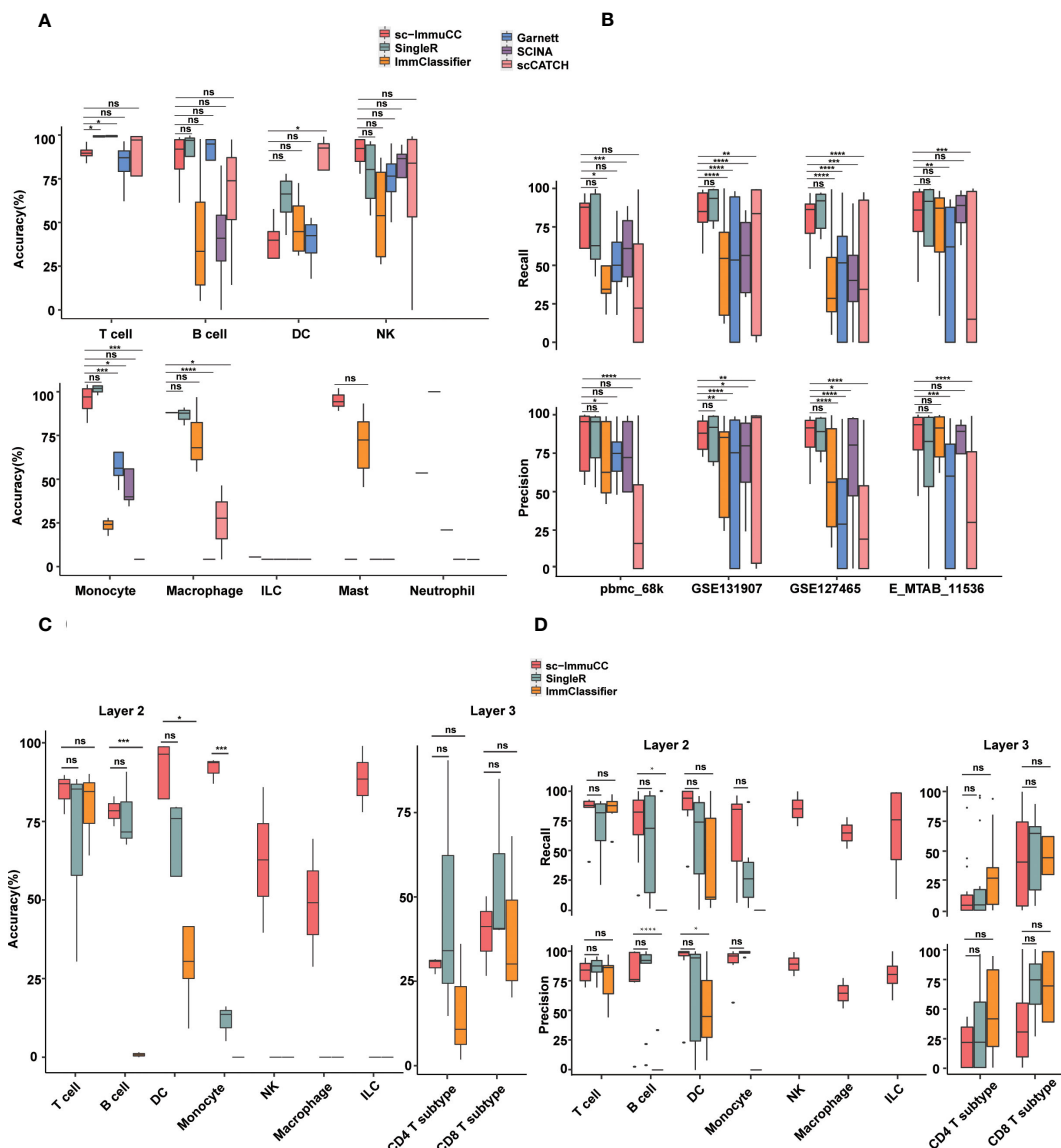 A
sc-ImmuCC
SingleR
ImmClassifier
Garnett
SCINA
scCATCH
B
Accuracy(%)
100
75
50
25
0
ns
ns
*
*
ns
ns
ns
ns
ns
*
ns
ns
ns
ns
ns
ns
ns
ns
T cell
B cell
DC
NK
Accuracy(%)
100
75
50
25
0
***
ns
*
***
ns
*
****
ns
ns
Monocyte
Macrophage
ILC
Mast
Neutrophil
Recall
100
75
50
25
0
ns
***
*
ns
**
****
****
****
ns
****
***
****
****
ns
***
ns
**
ns
Precision
100
75
50
25
0
****
ns
*
ns
**
*
****
**
ns
****
*
****
****
ns
****
ns
***
ns
pbmc_68k
GSE131907
GSE127465
E_MTAB_11536
C
D
sc-ImmuCC
SingleR
ImmClassifier
Layer 2
Layer 3
Accuracy(%)
100
75
50
25
0
ns
ns
***
ns
*
ns
***
75
50
25
0
ns
ns
ns
ns
T cell
B cell
DC
Monocyte
NK
Macrophage
ILC
CD4 T subtype
CD8 T subtype
Layer 2
Layer 3
Recall
100
75
50
25
0
ns
ns
*
ns
ns
ns
ns
100
75
50
25
0
ns
ns
ns
ns
Precision
100
75
50
25
0
ns
ns
****
ns
*
ns
ns
100
75
50
25
0
ns
ns
ns
ns
T cell
B cell
DC
Monocyte
NK
Macrophage
ILC
CD4 T subtype
CD8 T subtype